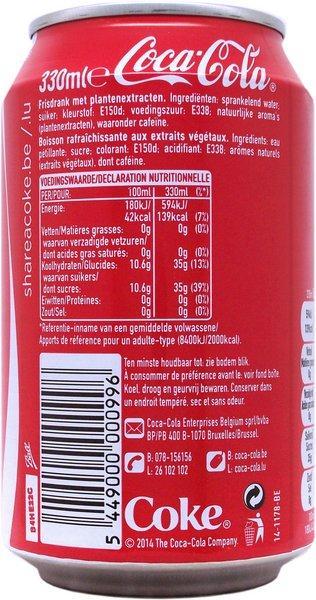 330ml e Coca-Cola®
Frisdrank met plantenextracten. Ingrediënten: sprankelend water,
suiker; kleurstof: E150d; voedingszuur: E338; natuurlijke aroma's
(plantenextracten), waaronder cafeïne.
Boisson rafraîchissante aux extraits végétaux. Ingrédients: eau
pétillante; sucre; colorant: E150d; acidifiant: E338; arômes naturels
(extraits végétaux), dont caféine.
VOEDINGSWAARDE/DECLARATION NUTRITIONNELLE
PER/POUR: 100ml 330ml (%*)
Energie: 180kJ/ 594kJ/
42kcal 139kcal (7%)
Vetten/Matières grasses: 0g 0g (0%)
waarvan verzadigde vetzuren/
dont acides gras saturés: 0g 0g (0%)
Koolhydraten/Glucides: 10.6g 35g (13%)
waarvan suikers/
dont sucres: 10.6g 35g (39%)
Eiwitten/Protéines: 0g 0g (0%)
Zout/Sel: 0g 0g (0%)
*Referentie-inname van een gemiddelde volwassene/
Apports de référence pour un adulte-type (8400kJ/2000kcal).
Ten minste houdbaar tot: zie bodem blik.
A consommer de préférence avant le: voir fond boîte
Koel, droog en geurvrij bewaren. Conserver dans
un endroit tempéré, sec et sans odeur.
Coca-Cola Enterprises Belgium sprl/bvba
BP/PB 400 B-1070 Bruxelles/Brussel.
B: 078-156156
L: 26 102 102
B: coca-cola.be
L: coca-cola.lu
Coke
© 2014 The Coca-Cola Company.
14-1178-BE
5 449000 000996
shareacoke.be /.lu
Ball
B4HE22C